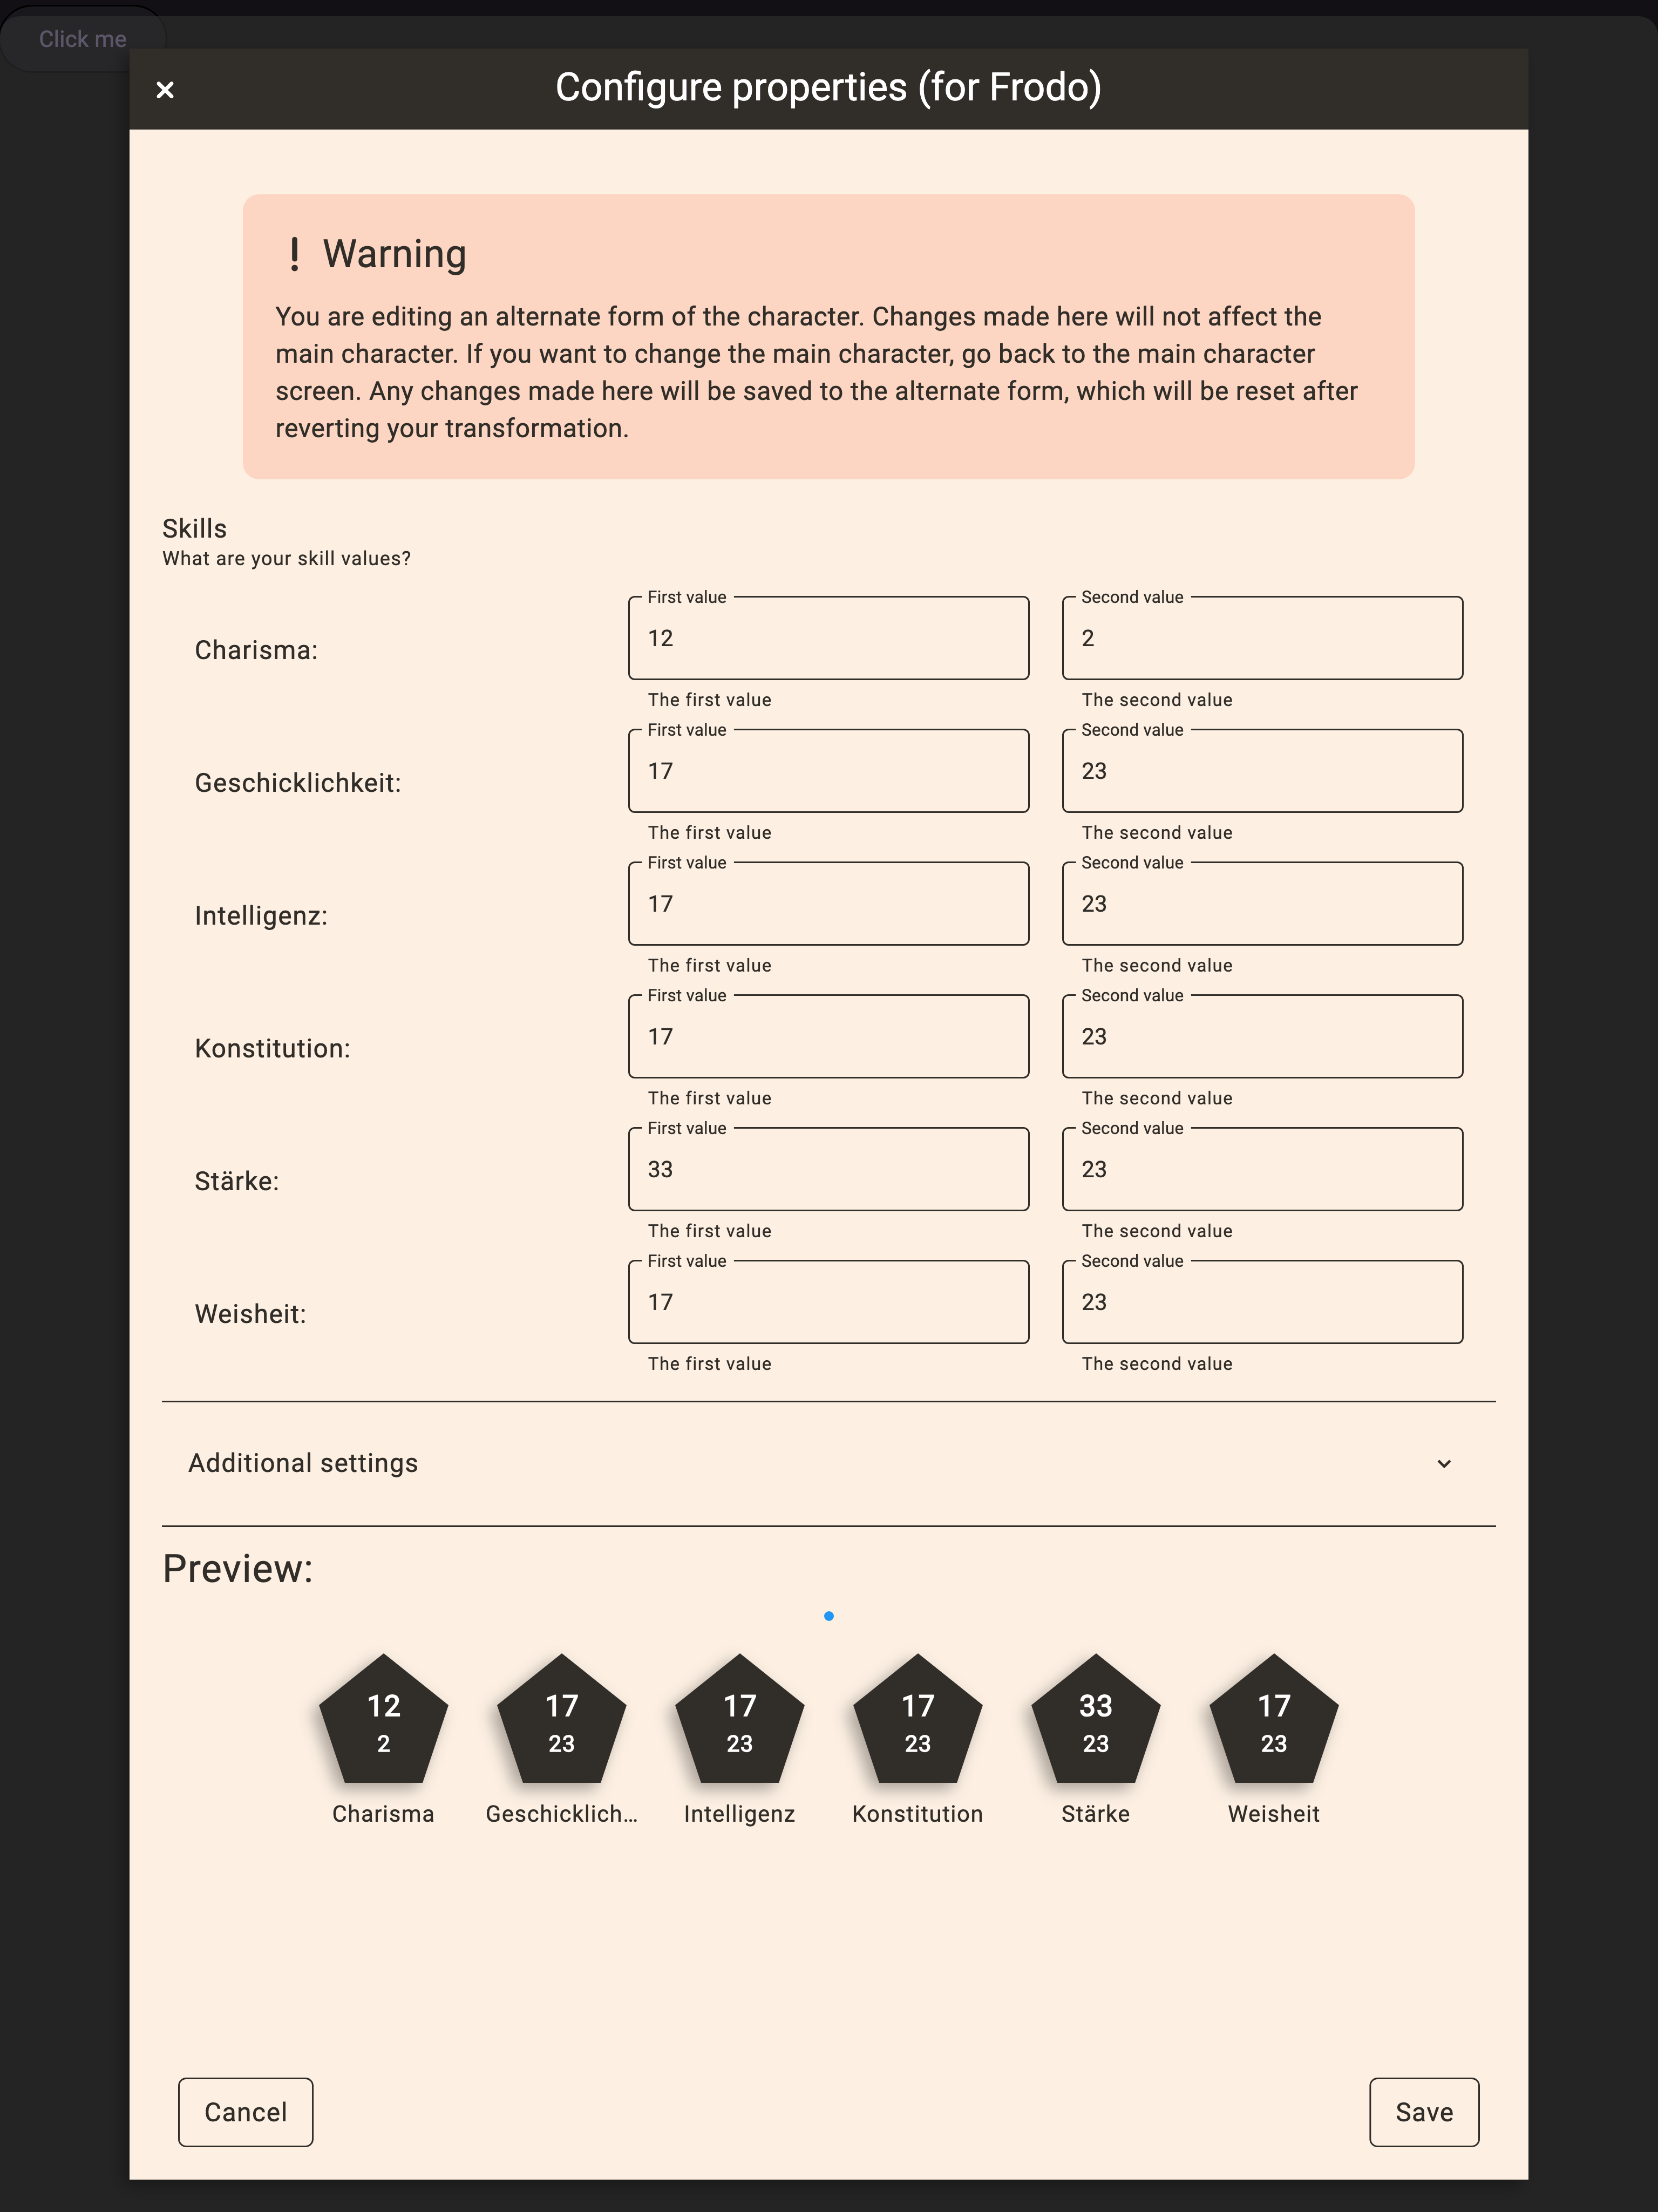 Click me
Configure properties (for Frodo)
Warning
You are editing an alternate form of the character. Changes made here will not affect the
main character. If you want to change the main character, go back to the main character
screen. Any changes made here will be saved to the alternate form, which will be reset after
reverting your transformation.
Skills
What are your skill values?
First value Second value
Charisma: 12 2
The first value The second value
First value Second value
Geschicklichkeit: 17 23
The first value The second value
First value Second value
Intelligenz: 17 23
The first value The second value
First value Second value
Konstitution: 17 23
The first value The second value
First value Second value
Stärke: 33 23
The first value The second value
First value Second value
Weisheit: 17 23
The first value The second value
Additional settings
Preview:
12 17 17 17 33 17
2 23 23 23 23 23
Charisma Geschicklich... Intelligenz Konstitution Stärke Weisheit
Cancel Save